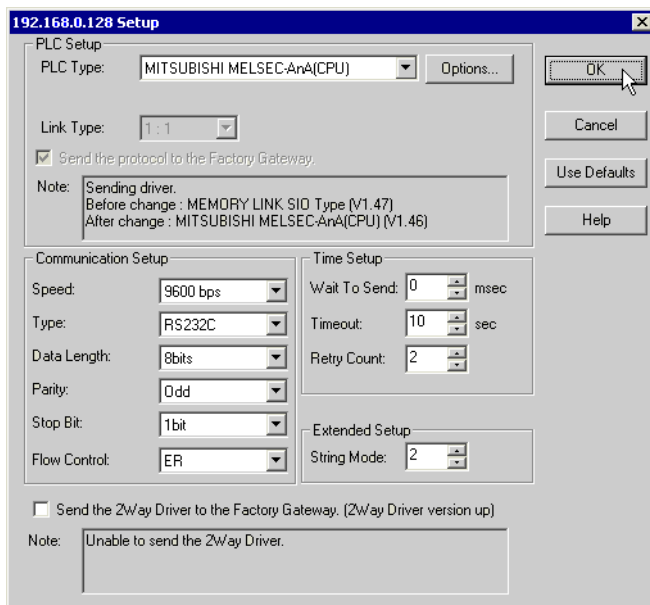 192.168.0.128 Setup
PLC Setup
PLC Type: MITSUBISHI MELSEC-AnA(CPU) Options...
OK
Link Type: 1 : 1
Cancel
Send the protocol to the Factory Gateway.
Use Defaults
Note: Sending driver.
Before change : MEMORY LINK SIO Type (V1.47)
After change : MITSUBISHI MELSEC-AnA(CPU) (V1.46)
Help
Communication Setup
Speed: 9600 bps
Type: RS232C
Data Length: 8bits
Parity: Odd
Stop Bit: 1bit
Flow Control: ER
Time Setup
Wait To Send: 0 msec
Timeout: 10 sec
Retry Count: 2
Extended Setup
String Mode: 2
Send the 2Way Driver to the Factory Gateway. (2Way Driver version up)
Note: Unable to send the 2Way Driver.